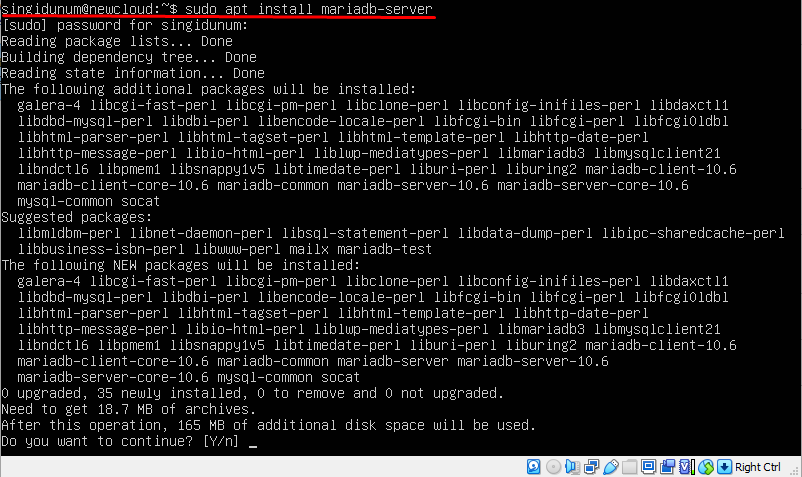 singidunum@newcloud:~$ sudo apt install mariadb-server
[sudo] password for singidunum:
Reading package lists... Done
Building dependency tree... Done
Reading state information... Done
The following additional packages will be installed:
  galera-4 libcgi-fast-perl libcgi-pm-perl libclone-perl libconfig-inifiles-perl libdaxctl1
  libdbd-mysql-perl libdbi-perl libencode-locale-perl libfcgi-bin libfcgi-perl libfcgi0ldbl
  libhtml-parser-perl libhtml-tagset-perl libhtml-template-perl libhttp-date-perl
  libhttp-message-perl libio-html-perl liblwp-mediatypes-perl libmariadb3 libmysqlclient21
  libndctl6 libpmem1 libsnappy1v5 libtimedate-perl liburi-perl liburing2 mariadb-client-10.6
  mariadb-client-core-10.6 mariadb-common mariadb-server-10.6 mariadb-server-core-10.6
  mysql-common socat
Suggested packages:
  libmldbm-perl libnet-daemon-perl libsql-statement-perl libdata-dump-perl libipc-sharedcache-perl
  libbusiness-isbn-perl libwww-perl mailx mariadb-test
The following NEW packages will be installed:
  galera-4 libcgi-fast-perl libcgi-pm-perl libclone-perl libconfig-inifiles-perl libdaxctl1
  libdbd-mysql-perl libdbi-perl libencode-locale-perl libfcgi-bin libfcgi-perl libfcgi0ldbl
  libhtml-parser-perl libhtml-tagset-perl libhtml-template-perl libhttp-date-perl
  libhttp-message-perl libio-html-perl liblwp-mediatypes-perl libmariadb3 libmysqlclient21
  libndctl6 libpmem1 libsnappy1v5 libtimedate-perl liburi-perl liburing2 mariadb-client-10.6
  mariadb-client-core-10.6 mariadb-common mariadb-server mariadb-server-10.6
  mariadb-server-core-10.6 mysql-common socat
0 upgraded, 35 newly installed, 0 to remove and 0 not upgraded.
Need to get 18.7 MB of archives.
After this operation, 165 MB of additional disk space will be used.
Do you want to continue? [Y/n] _
Right Ctrl